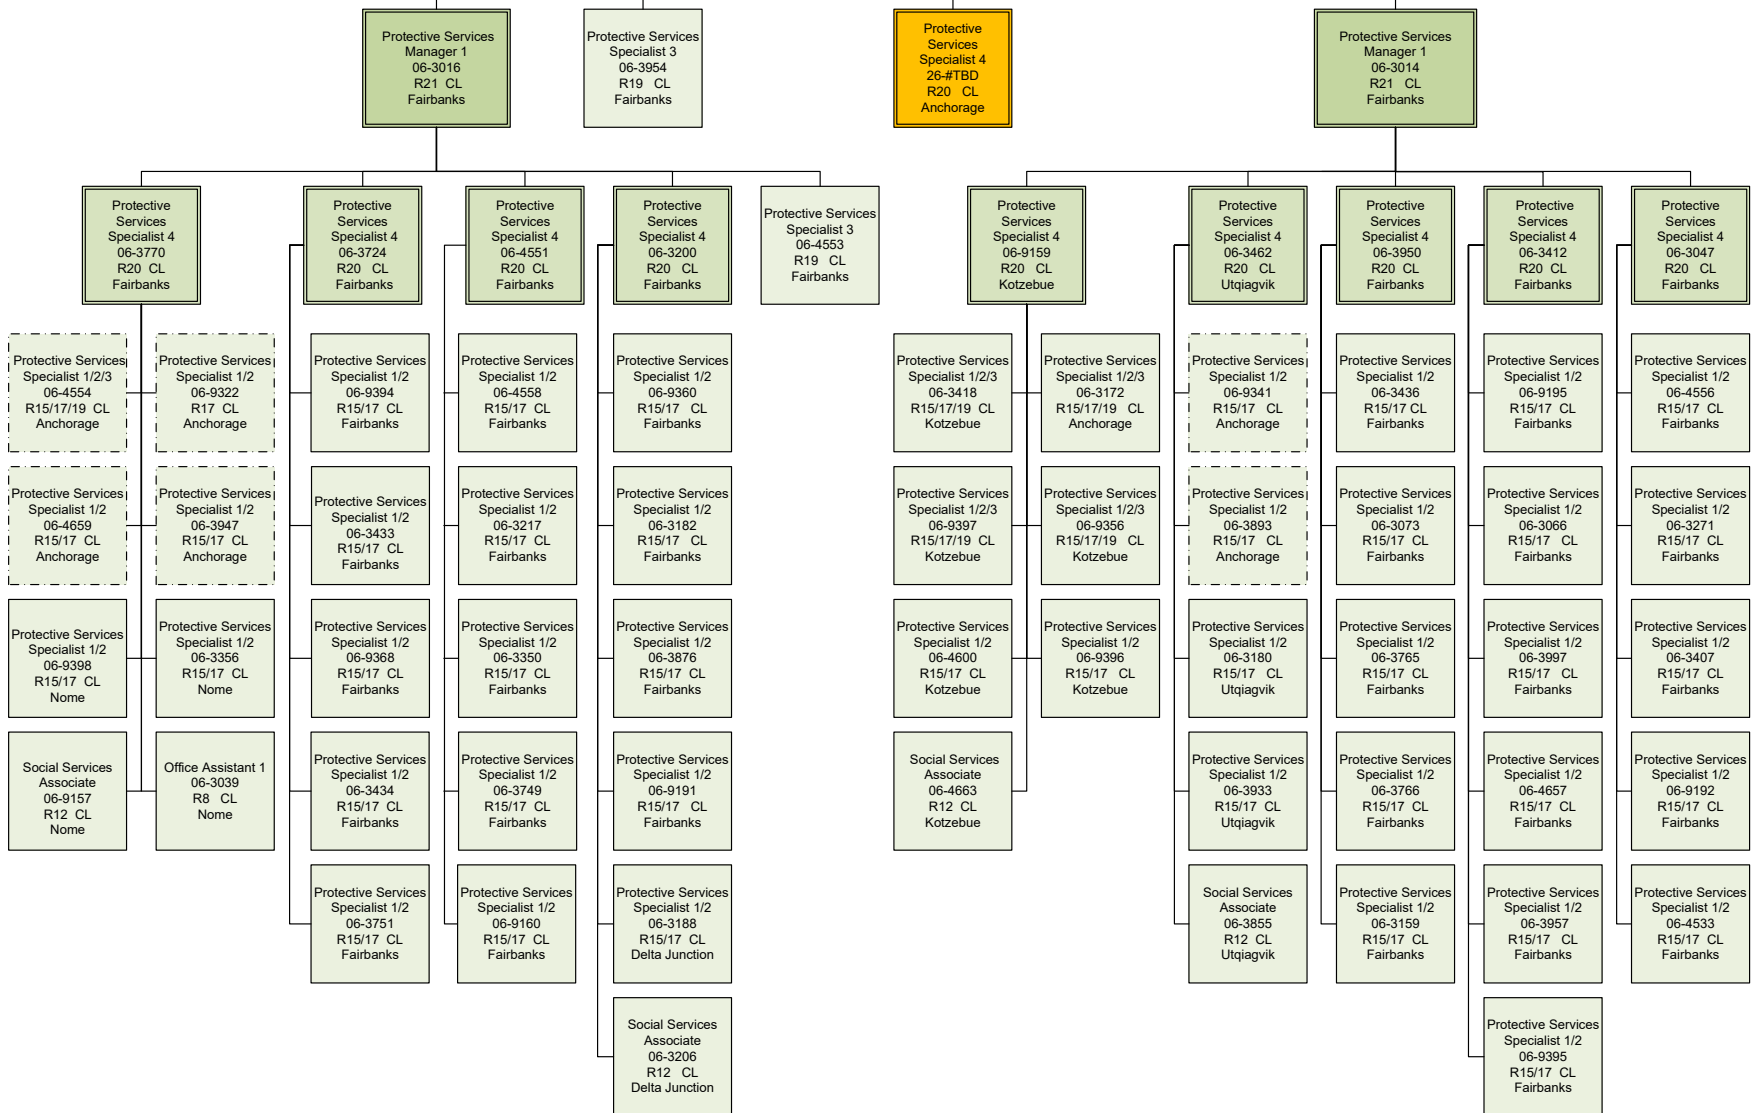 Protective Services
Manager 1
06-3016
R21 CL
Fairbanks
Protective Services
Specialist 3
06-3954
R19 CL
Fairbanks
Protective
Services
Specialist 4
26-#TBD
R20 CL
Anchorage
Protective Services
Manager 1
06-3014
R21 CL
Fairbanks
Protective
Services
Specialist 4
06-3770
R20 CL
Fairbanks
Protective
Services
Specialist 4
06-3724
R20 CL
Fairbanks
Protective
Services
Specialist 4
06-4551
R20 CL
Fairbanks
Protective
Services
Specialist 4
06-3200
R20 CL
Fairbanks
Protective Services
Specialist 3
06-4553
R19 CL
Fairbanks
Protective
Services
Specialist 4
06-9159
R20 CL
Kotzebue
Protective
Services
Specialist 4
06-3462
R20 CL
Utqiagvik
Protective
Services
Specialist 4
06-3950
R20 CL
Fairbanks
Protective
Services
Specialist 4
06-3412
R20 CL
Fairbanks
Protective
Services
Specialist 4
06-3047
R20 CL
Fairbanks
Protective Services
Specialist 1/2/3
06-4554
R15/17/19 CL
Anchorage
Protective Services
Specialist 1/2
06-9322
R17 CL
Anchorage
Protective Services
Specialist 1/2
06-9394
R15/17 CL
Fairbanks
Protective Services
Specialist 1/2
06-4558
R15/17 CL
Fairbanks
Protective Services
Specialist 1/2
06-9360
R15/17 CL
Fairbanks
Protective Services
Specialist 1/2/3
06-3418
R15/17/19 CL
Kotzebue
Protective Services
Specialist 1/2/3
06-3172
R15/17/19 CL
Anchorage
Protective Services
Specialist 1/2
06-9341
R15/17 CL
Anchorage
Protective Services
Specialist 1/2
06-3436
R15/17 CL
Fairbanks
Protective Services
Specialist 1/2
06-9195
R15/17 CL
Fairbanks
Protective Services
Specialist 1/2
06-4556
R15/17 CL
Fairbanks
Protective Services
Specialist 1/2
06-4659
R15/17 CL
Anchorage
Protective Services
Specialist 1/2
06-3947
R15/17 CL
Anchorage
Protective Services
Specialist 1/2
06-3433
R15/17 CL
Fairbanks
Protective Services
Specialist 1/2
06-3217
R15/17 CL
Fairbanks
Protective Services
Specialist 1/2
06-3182
R15/17 CL
Fairbanks
Protective Services
Specialist 1/2/3
06-9397
R15/17/19 CL
Kotzebue
Protective Services
Specialist 1/2/3
06-9356
R15/17/19 CL
Kotzebue
Protective Services
Specialist 1/2
06-3893
R15/17 CL
Anchorage
Protective Services
Specialist 1/2
06-3073
R15/17 CL
Fairbanks
Protective Services
Specialist 1/2
06-3066
R15/17 CL
Fairbanks
Protective Services
Specialist 1/2
06-3271
R15/17 CL
Fairbanks
Protective Services
Specialist 1/2
06-9398
R15/17 CL
Nome
Protective Services
Specialist 1/2
06-3356
R15/17 CL
Nome
Protective Services
Specialist 1/2
06-9368
R15/17 CL
Fairbanks
Protective Services
Specialist 1/2
06-3350
R15/17 CL
Fairbanks
Protective Services
Specialist 1/2
06-3876
R15/17 CL
Fairbanks
Protective Services
Specialist 1/2
06-4600
R15/17 CL
Kotzebue
Protective Services
Specialist 1/2
06-9396
R15/17 CL
Kotzebue
Protective Services
Specialist 1/2
06-3180
R15/17 CL
Utqiagvik
Protective Services
Specialist 1/2
06-3765
R15/17 CL
Fairbanks
Protective Services
Specialist 1/2
06-3997
R15/17 CL
Fairbanks
Protective Services
Specialist 1/2
06-3407
R15/17 CL
Fairbanks
Social Services
Associate
06-9157
R12 CL
Nome
Office Assistant 1
06-3039
R8 CL
Nome
Protective Services
Specialist 1/2
06-3434
R15/17 CL
Fairbanks
Protective Services
Specialist 1/2
06-3749
R15/17 CL
Fairbanks
Protective Services
Specialist 1/2
06-9191
R15/17 CL
Fairbanks
Social Services
Associate
06-4663
R12 CL
Kotzebue
Protective Services
Specialist 1/2
06-3933
R15/17 CL
Utqiagvik
Protective Services
Specialist 1/2
06-3766
R15/17 CL
Fairbanks
Protective Services
Specialist 1/2
06-4657
R15/17 CL
Fairbanks
Protective Services
Specialist 1/2
06-9192
R15/17 CL
Fairbanks
Protective Services
Specialist 1/2
06-3751
R15/17 CL
Fairbanks
Protective Services
Specialist 1/2
06-9160
R15/17 CL
Fairbanks
Protective Services
Specialist 1/2
06-3188
R15/17 CL
Delta Junction
Social Services
Associate
06-3855
R12 CL
Utqiagvik
Protective Services
Specialist 1/2
06-3159
R15/17 CL
Fairbanks
Protective Services
Specialist 1/2
06-3957
R15/17 CL
Fairbanks
Protective Services
Specialist 1/2
06-4533
R15/17 CL
Fairbanks
Social Services
Associate
06-3206
R12 CL
Delta Junction
Protective Services
Specialist 1/2
06-9395
R15/17 CL
Fairbanks